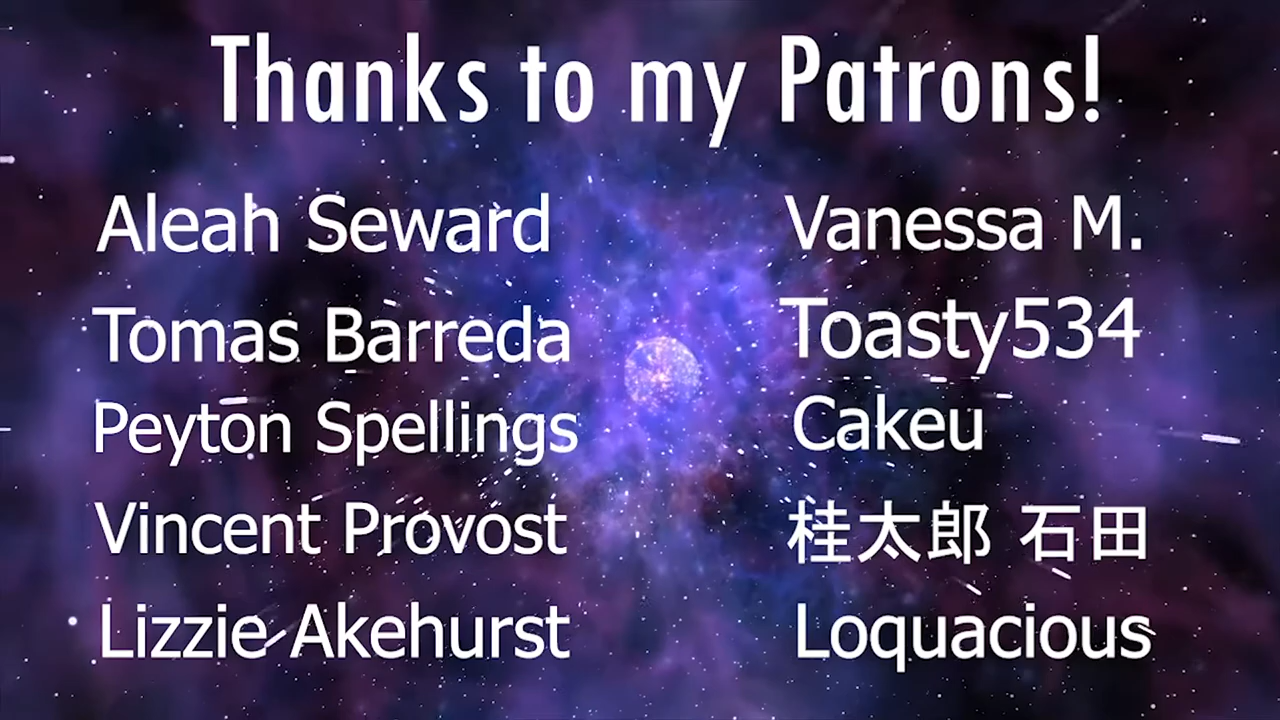 Thanks to my Patrons!
Aleah Seward
Tomas Barreda
Peyton Spellings
Vincent Provost
Lizzie Akehurst
Vanessa M.
Toasty534
Cakeu
桂太郎 石田
Loquacious